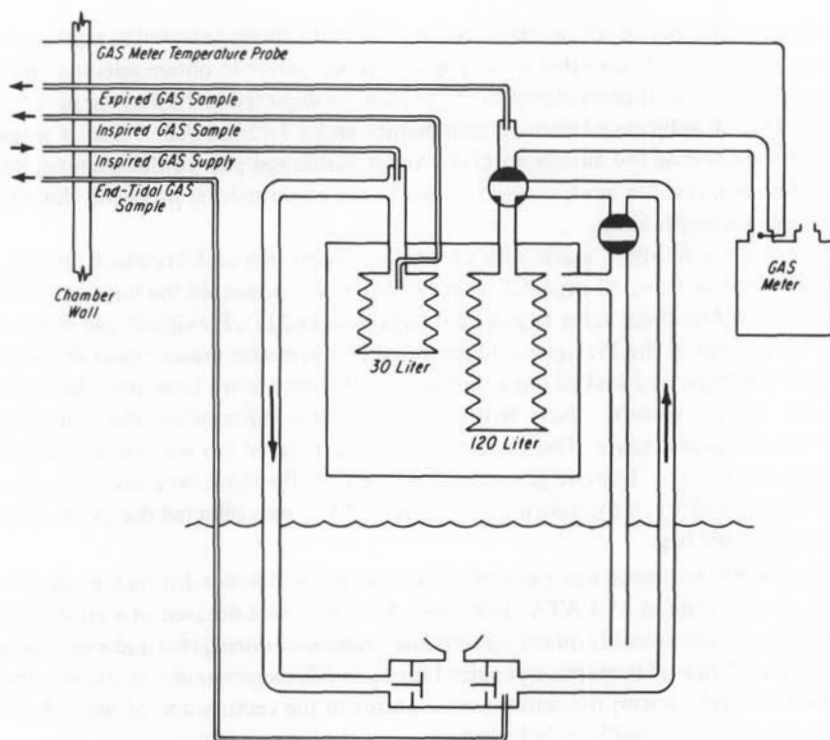 GAS Meter Temperature Probe
Expired GAS Sample
Inspired GAS Sample
Inspired GAS Supply
End-Tidal GAS
Sample
Chamber
Wall
GAS
Meter
30 Liter
120 Liter